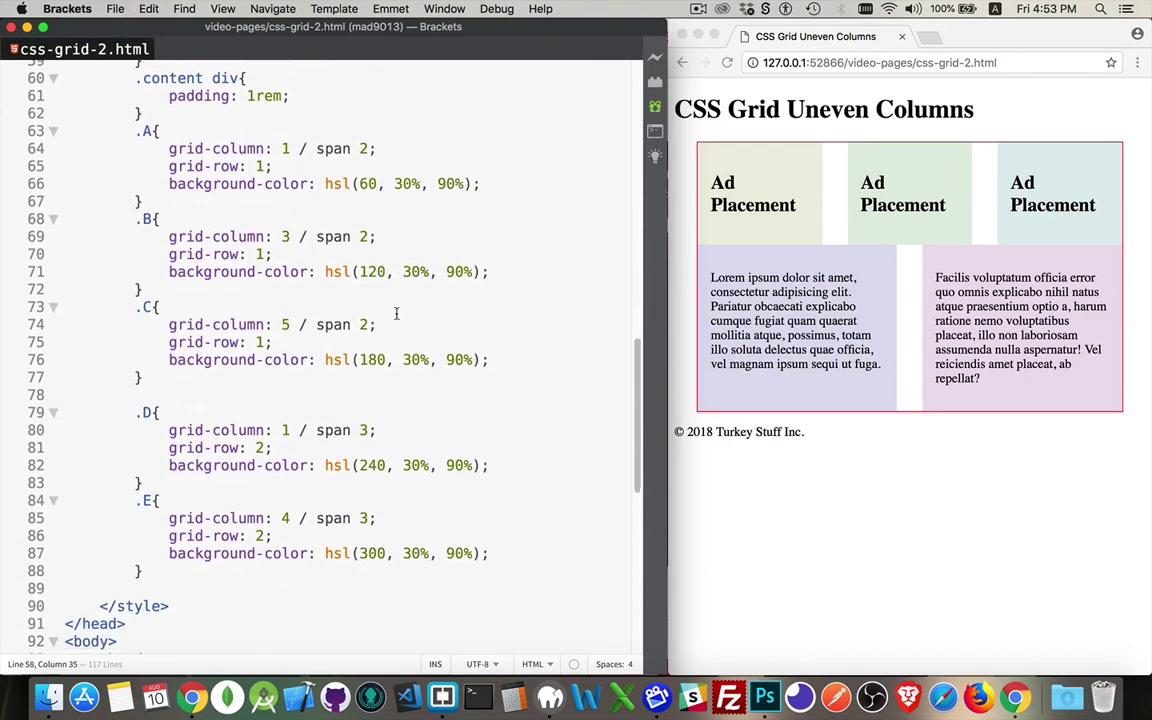 Brackets File Edit Find View Navigate Template Emmet Window Debug Help 100% A Fri 4:53 PM
video-pages/css-grid-2.html (mad9013) — Brackets
css-grid-2.html
60 .content div{
61 padding: 1rem;
62 }
63 .A{
64 grid-column: 1 / span 2;
65 grid-row: 1;
66 background-color: hsl(60, 30%, 90%);
67 }
68 .B{
69 grid-column: 3 / span 2;
70 grid-row: 1;
71 background-color: hsl(120, 30%, 90%);
72 }
73 .C{
74 grid-column: 5 / span 2;
75 grid-row: 1;
76 background-color: hsl(180, 30%, 90%);
77 }
78
79 .D{
80 grid-column: 1 / span 3;
81 grid-row: 2;
82 background-color: hsl(240, 30%, 90%);
83 }
84 .E{
85 grid-column: 4 / span 3;
86 grid-row: 2;
87 background-color: hsl(300, 30%, 90%);
88 }
89
90 </style>
91 </head>
92 <body>
Line 58, Column 35 — 117 Lines INS UTF-8 HTML Spaces: 4
CSS Grid Uneven Columns
127.0.0.1:52866/video-pages/css-grid-2.html
CSS Grid Uneven Columns
Ad
Placement
Ad
Placement
Ad
Placement
Lorem ipsum dolor sit amet,
consectetur adipisicing elit.
Pariatur obcaecati explicabo
cumque fugiat quam quaerat
mollitia atque, possimus, totam
illo soluta delectus quae officia,
vel magnam ipsum sequi ut fuga.
Facilis voluptatum officia error
quo omnis explicabo nihil natus
atque praesentium optio a, harum
ratione nemo voluptatibus
placeat, illo non laboriosam
assumenda nulla aspernatur! Vel
reiciendis amet placeat, ab
repellat?
© 2018 Turkey Stuff Inc.
AUG
10